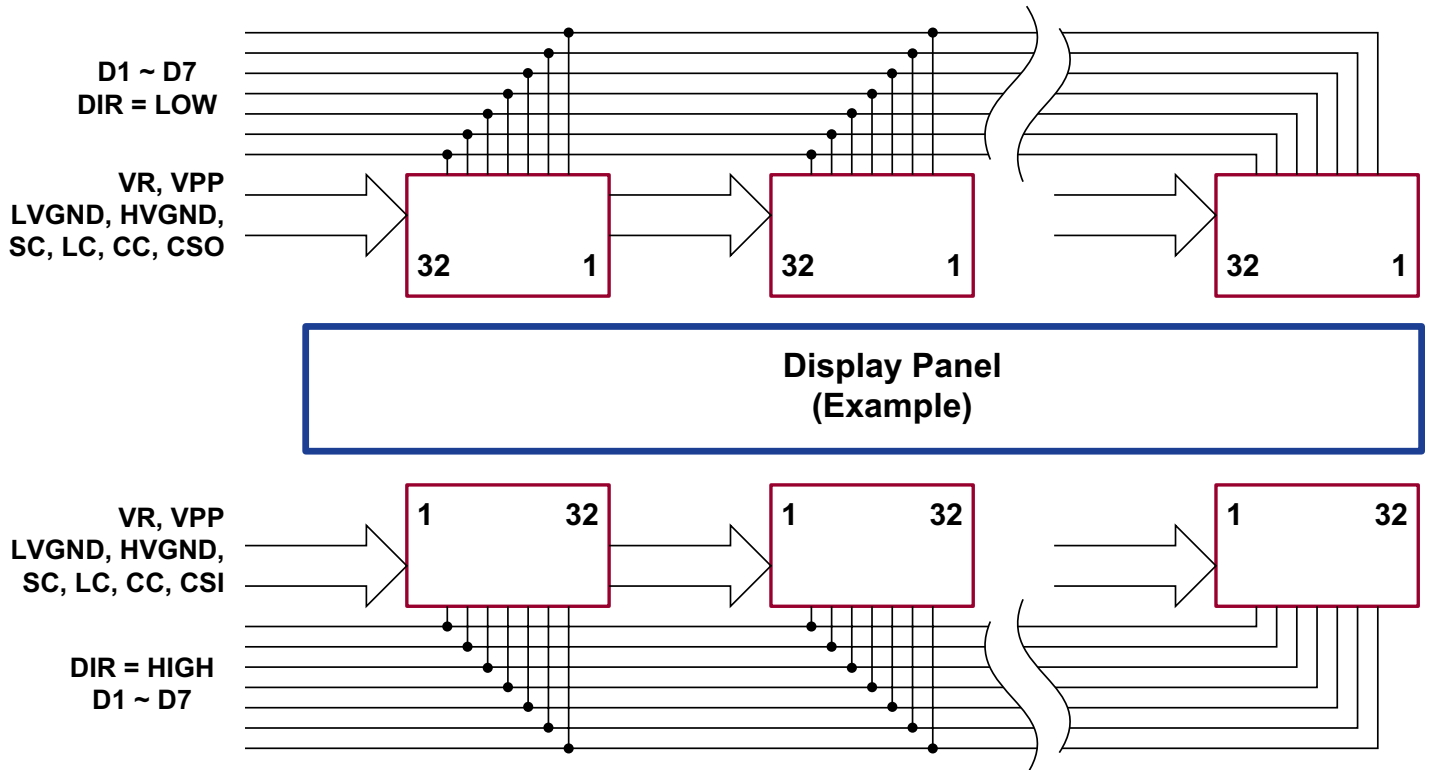 D1 ~ D7
DIR = LOW
VR, VPP
LVGND, HVGND,
SC, LC, CC, CSO
32 1
32 1
32 1
Display Panel
(Example)
VR, VPP
LVGND, HVGND,
SC, LC, CC, CSI
1 32
1 32
1 32
DIR = HIGH
D1 ~ D7